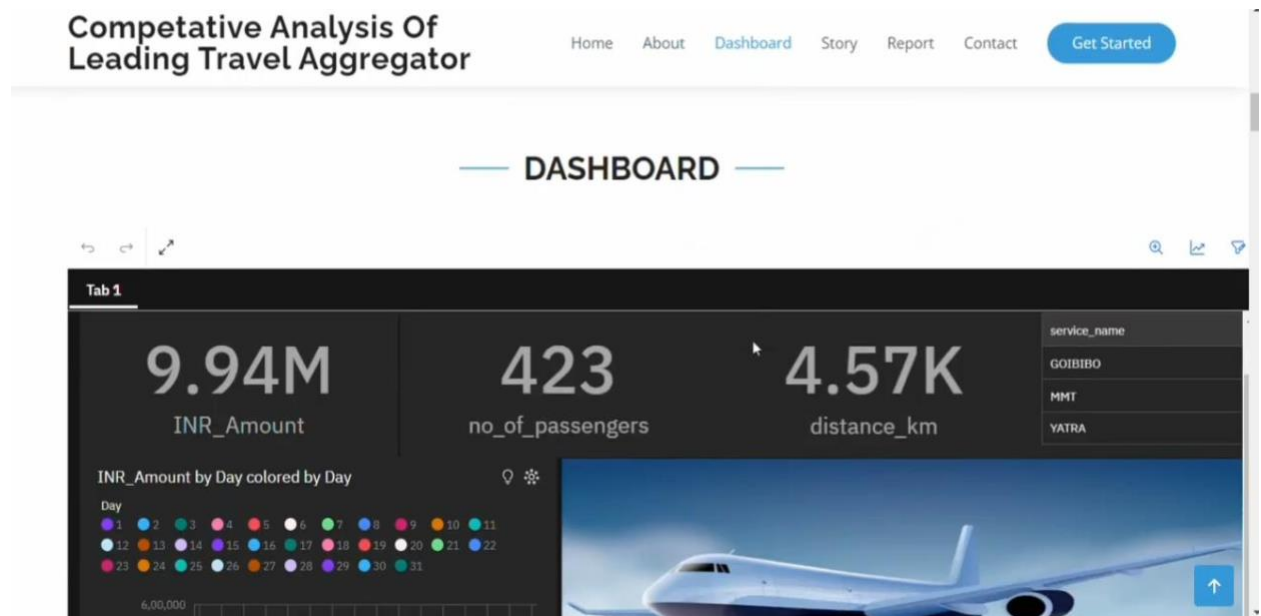 Competative Analysis Of
Leading Travel Aggregator
Home About Dashboard Story Report Contact Get Started
DASHBOARD
Tab 1
9.94M
INR_Amount
423
no_of_passengers
4.57K
distance_km
service_name
GOIBIBO
MMT
YATRA
INR_Amount by Day colored by Day
Day
1 2 3 4 5 6 7 8 9 10 11
12 13 14 15 16 17 18 19 20 21 22
23 24 25 26 27 28 29 30 31
6,00,000